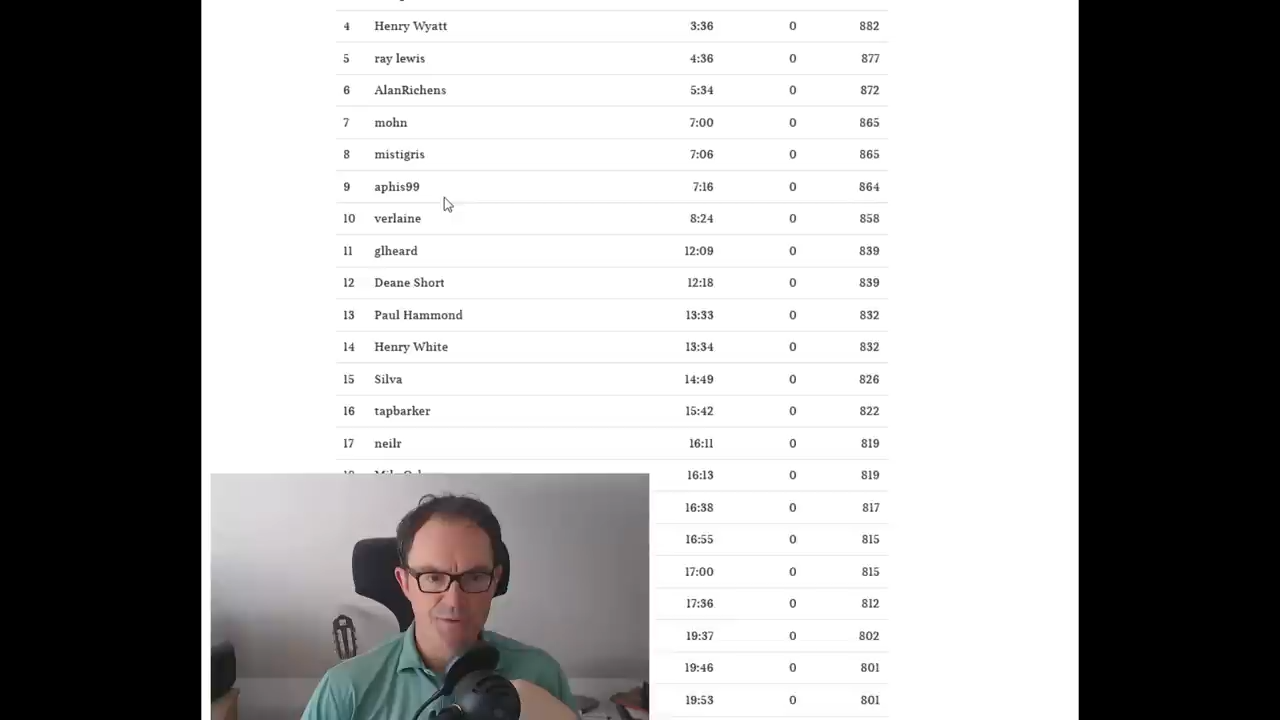 4 Henry Wyatt 3:36 0 882
5 ray lewis 4:36 0 877
6 AlanRichens 5:34 0 872
7 mohn 7:00 0 865
8 mistigris 7:06 0 865
9 aphis99 7:16 0 864
10 verlaine 8:24 0 858
11 glheard 12:09 0 839
12 Deane Short 12:18 0 839
13 Paul Hammond 13:33 0 832
14 Henry White 13:34 0 832
15 Silva 14:49 0 826
16 tapbarker 15:42 0 822
17 neilr 16:11 0 819
16:13 0 819
16:38 0 817
16:55 0 815
17:00 0 815
17:36 0 812
19:37 0 802
19:46 0 801
19:53 0 801